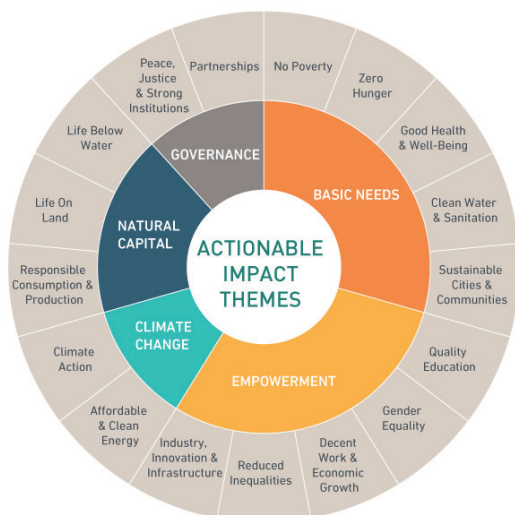 ACTIONABLE
IMPACT
THEMES
BASIC NEEDS
EMPOWERMENT
CLIMATE
CHANGE
NATURAL
CAPITAL
GOVERNANCE
No Poverty
Zero
Hunger
Good Health
& Well-Being
Clean Water
& Sanitation
Sustainable
Cities &
Communities
Quality
Education
Gender
Equality
Decent
Work &
Economic
Growth
Reduced
Inequalities
Industry,
Innovation &
Infrastructure
Affordable
& Clean
Energy
Climate
Action
Responsible
Consumption &
Production
Life On
Land
Life Below
Water
Peace,
Justice
& Strong
Institutions
Partnerships